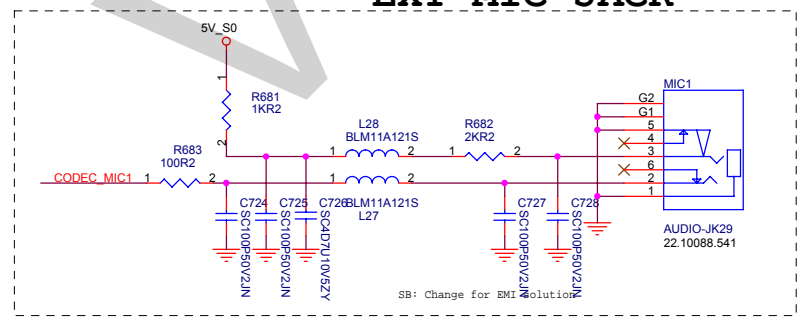 EXT MIC JACK
5V_S0
1
R681
1KR2
2
L28
BLM11A121S
1 2
R682
2KR2
1 2
R683
100R2
CODEC_MIC1 1 2
1 2
BLM11A121S
L27
C724
SC100P50V2JN
C725
SC100P50V2JN
C726
SC4D7U10V5ZY
C727
SC100P50V2JN
C728
SC100P50V2JN
MIC1
G2
G1
5
4
3
6
2
1
AUDIO-JK29
22.10088.541
SB: Change for EMI solution